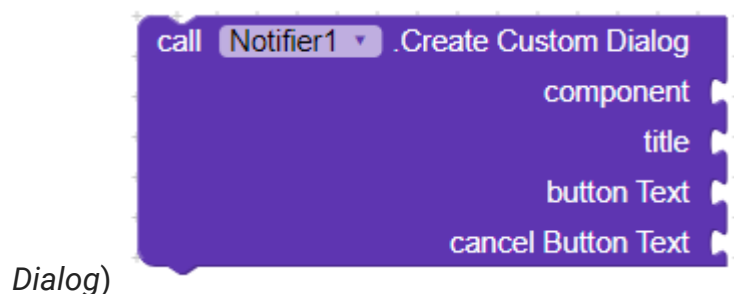 call Notifier1 .Create Custom Dialog
component
title
button Text
cancel Button Text
Dialog)